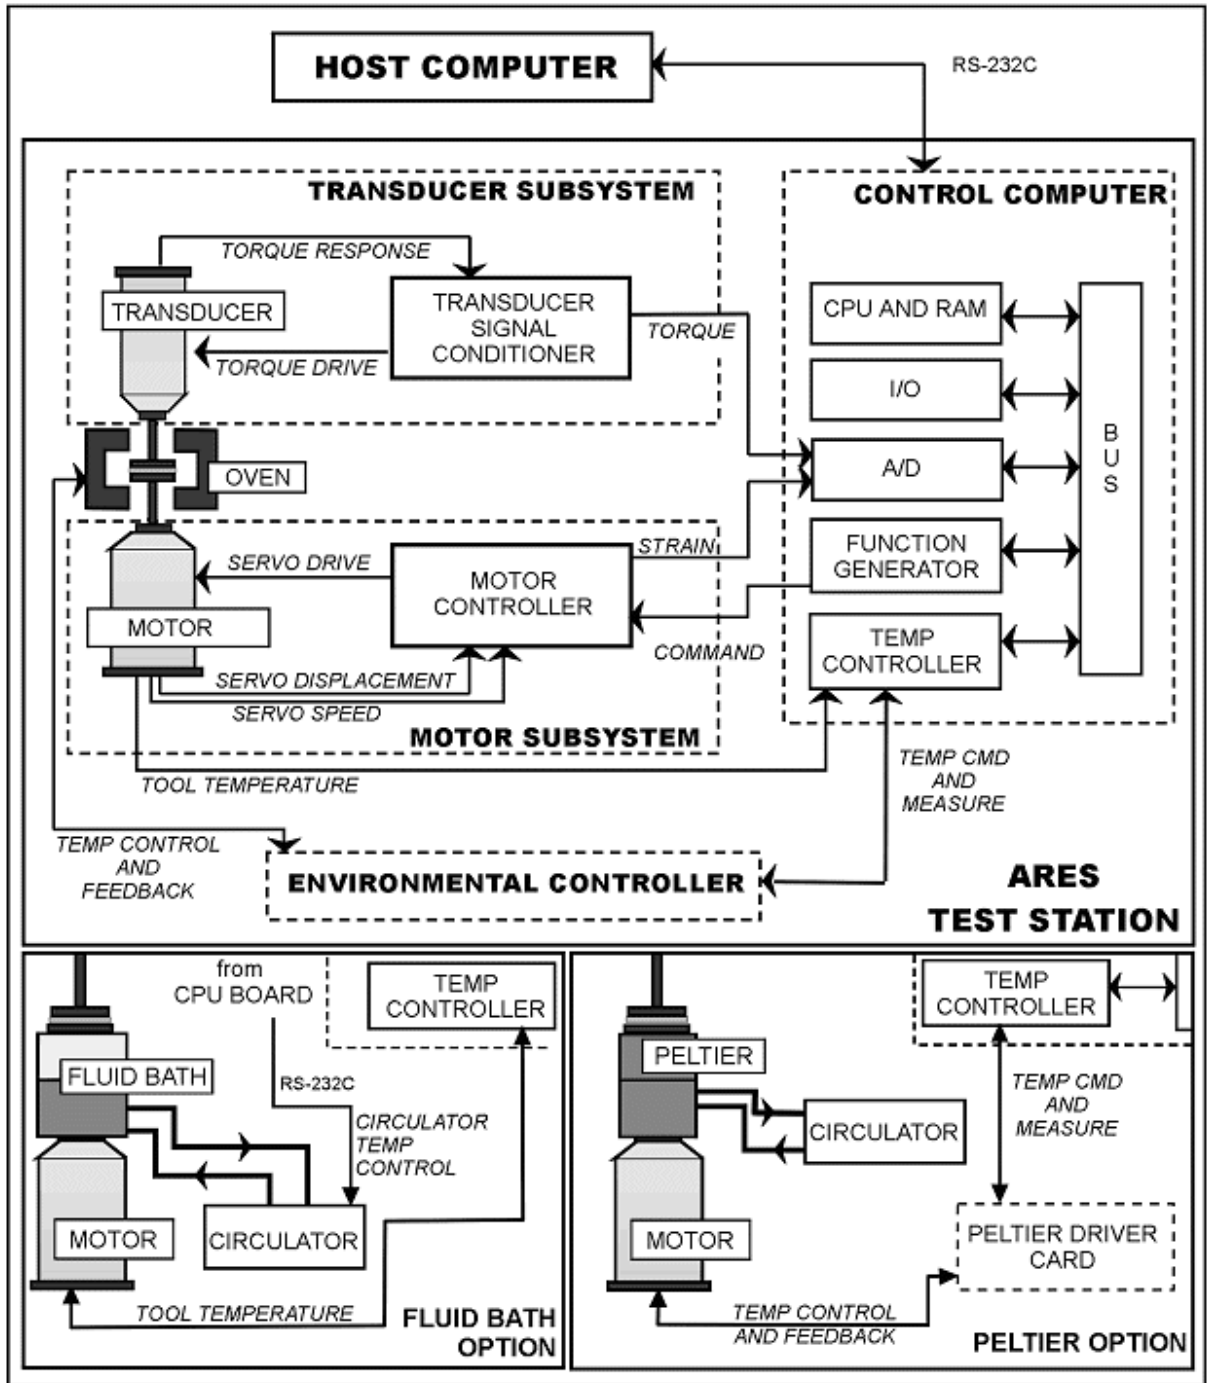 HOST COMPUTER
RS-232C
TRANSDUCER SUBSYSTEM
CONTROL COMPUTER
TORQUE RESPONSE
TRANSDUCER
TRANSDUCER
SIGNAL
CONDITIONER
TORQUE
TORQUE DRIVE
CPU AND RAM
I/O
A/D
BUS
OVEN
STRAIN
FUNCTION
GENERATOR
SERVO DRIVE
MOTOR
CONTROLLER
MOTOR
COMMAND
TEMP
CONTROLLER
SERVO DISPLACEMENT
SERVO SPEED
MOTOR SUBSYSTEM
TOOL TEMPERATURE
TEMP CMD
AND
MEASURE
TEMP CONTROL
AND
FEEDBACK
ENVIRONMENTAL CONTROLLER
ARES
TEST STATION
from
CPU BOARD
TEMP
CONTROLLER
FLUID BATH
RS-232C
CIRCULATOR
TEMP
CONTROL
MOTOR
CIRCULATOR
TOOL TEMPERATURE
FLUID BATH
OPTION
TEMP
CONTROLLER
PELTIER
TEMP CMD
AND
MEASURE
CIRCULATOR
MOTOR
PELTIER DRIVER
CARD
TEMP CONTROL
AND FEEDBACK
PELTIER OPTION